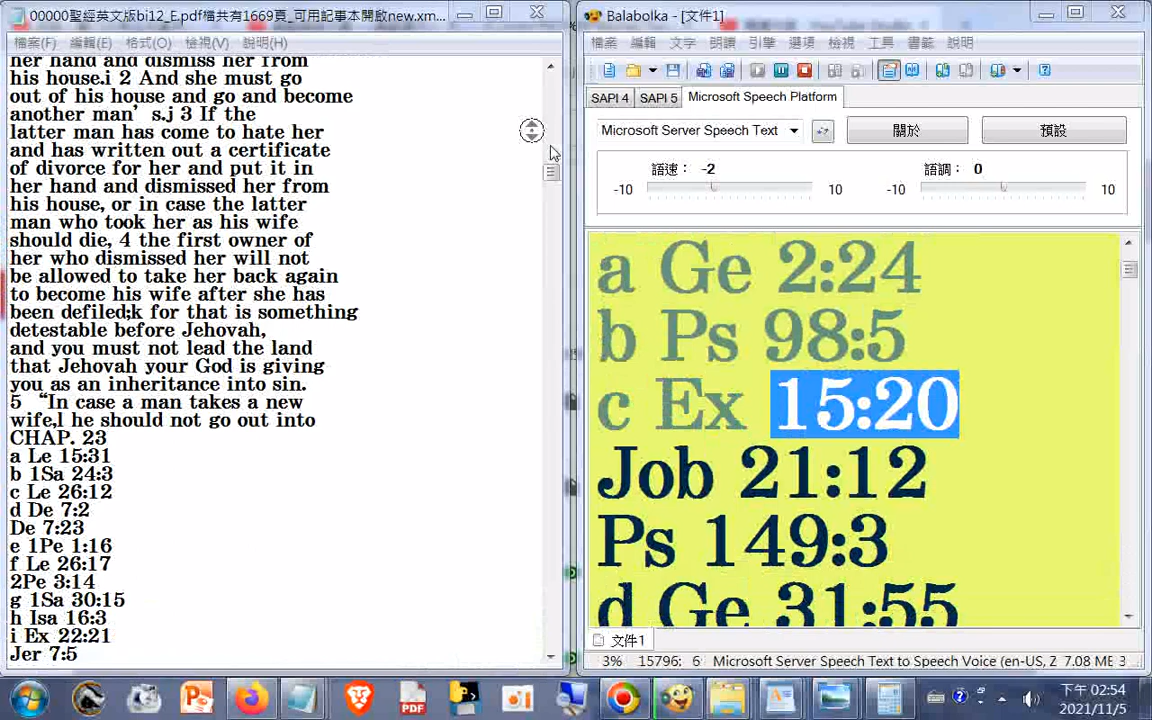 00000聖經英文版bi12_E.pdf檔共有1669頁_可用記事本開啟new.xm...
檔案(F) 編輯(E) 格式(O) 檢視(V) 說明(H)
her hand and dismiss her from
his house.i 2 And she must go
out of his house and go and become
another man’s.j 3 If the
latter man has come to hate her
and has written out a certificate
of divorce for her and put it in
her hand and dismissed her from
his house, or in case the latter
man who took her as his wife
should die, 4 the first owner of
her who dismissed her will not
be allowed to take her back again
to become his wife after she has
been defiled;k for that is something
detestable before Jehovah,
and you must not lead the land
that Jehovah your God is giving
you as an inheritance into sin.
5 “In case a man takes a new
wife,l he should not go out into
CHAP. 23
a Le 15:31
b 1Sa 24:3
c Le 26:12
d De 7:2
De 7:23
e 1Pe 1:16
f Le 26:17
2Pe 3:14
g 1Sa 30:15
h Isa 16:3
i Ex 22:21
Jer 7:5
Balabolka - [文件1]
檔案 編輯 文字 朗讀 引擎 選項 檢視 工具 書籤 說明
SAPI 4 SAPI 5 Microsoft Speech Platform
Microsoft Server Speech Text 關於 預設
語速: -2 語調: 0
-10 10 -10 10
a Ge 2:24
b Ps 98:5
c Ex 15:20
Job 21:12
Ps 149:3
d Ge 31:55
文件1
3% 15796: 6 Microsoft Server Speech Text to Speech Voice (en-US, Z 7.08 MB 3
PDF
下午 02:54
2021/11/5